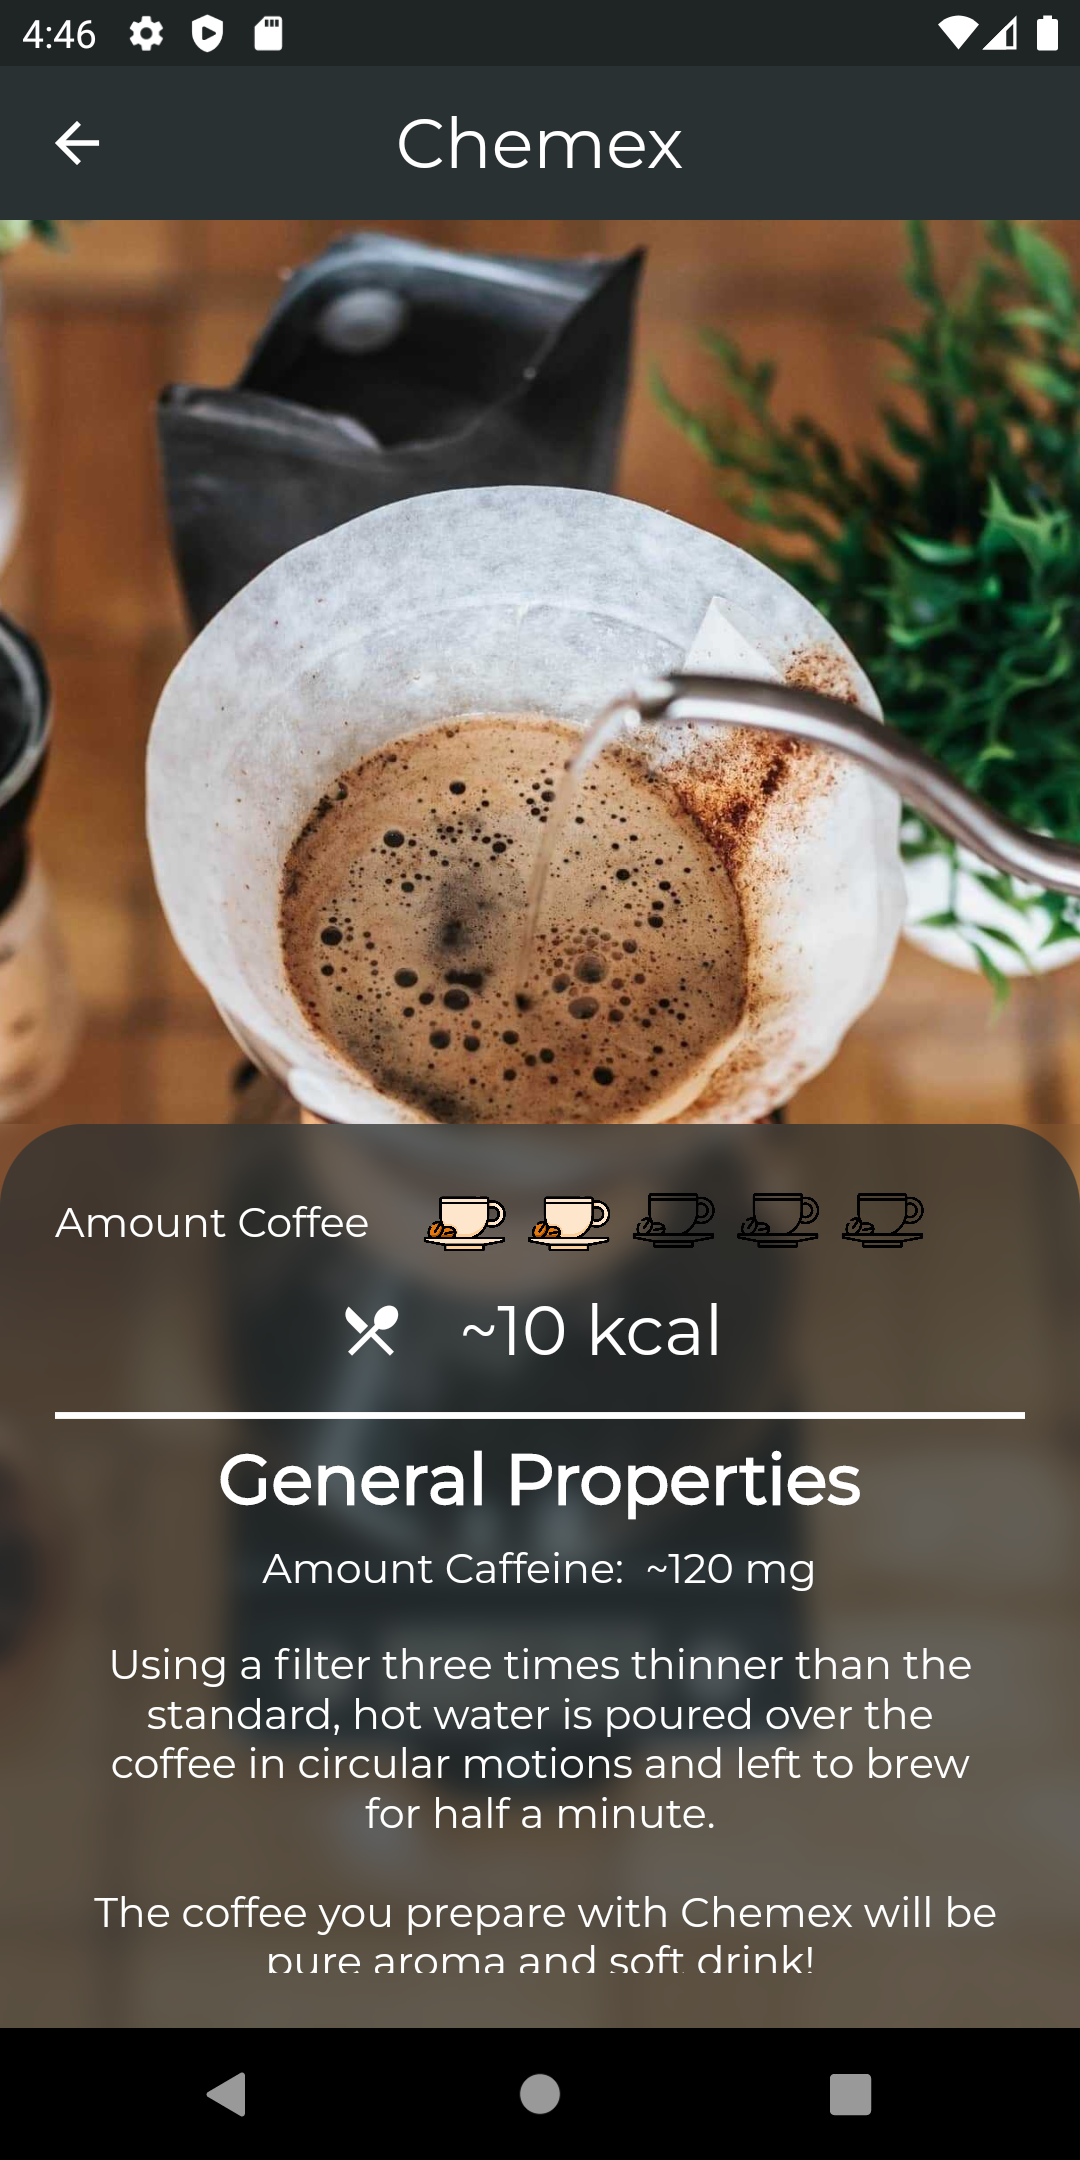 4:46
Chemex
Amount Coffee
~10 kcal
General Properties
Amount Caffeine: ~120 mg
Using a filter three times thinner than the
standard, hot water is poured over the
coffee in circular motions and left to brew
for half a minute.
The coffee you prepare with Chemex will be
pure aroma and soft drink!